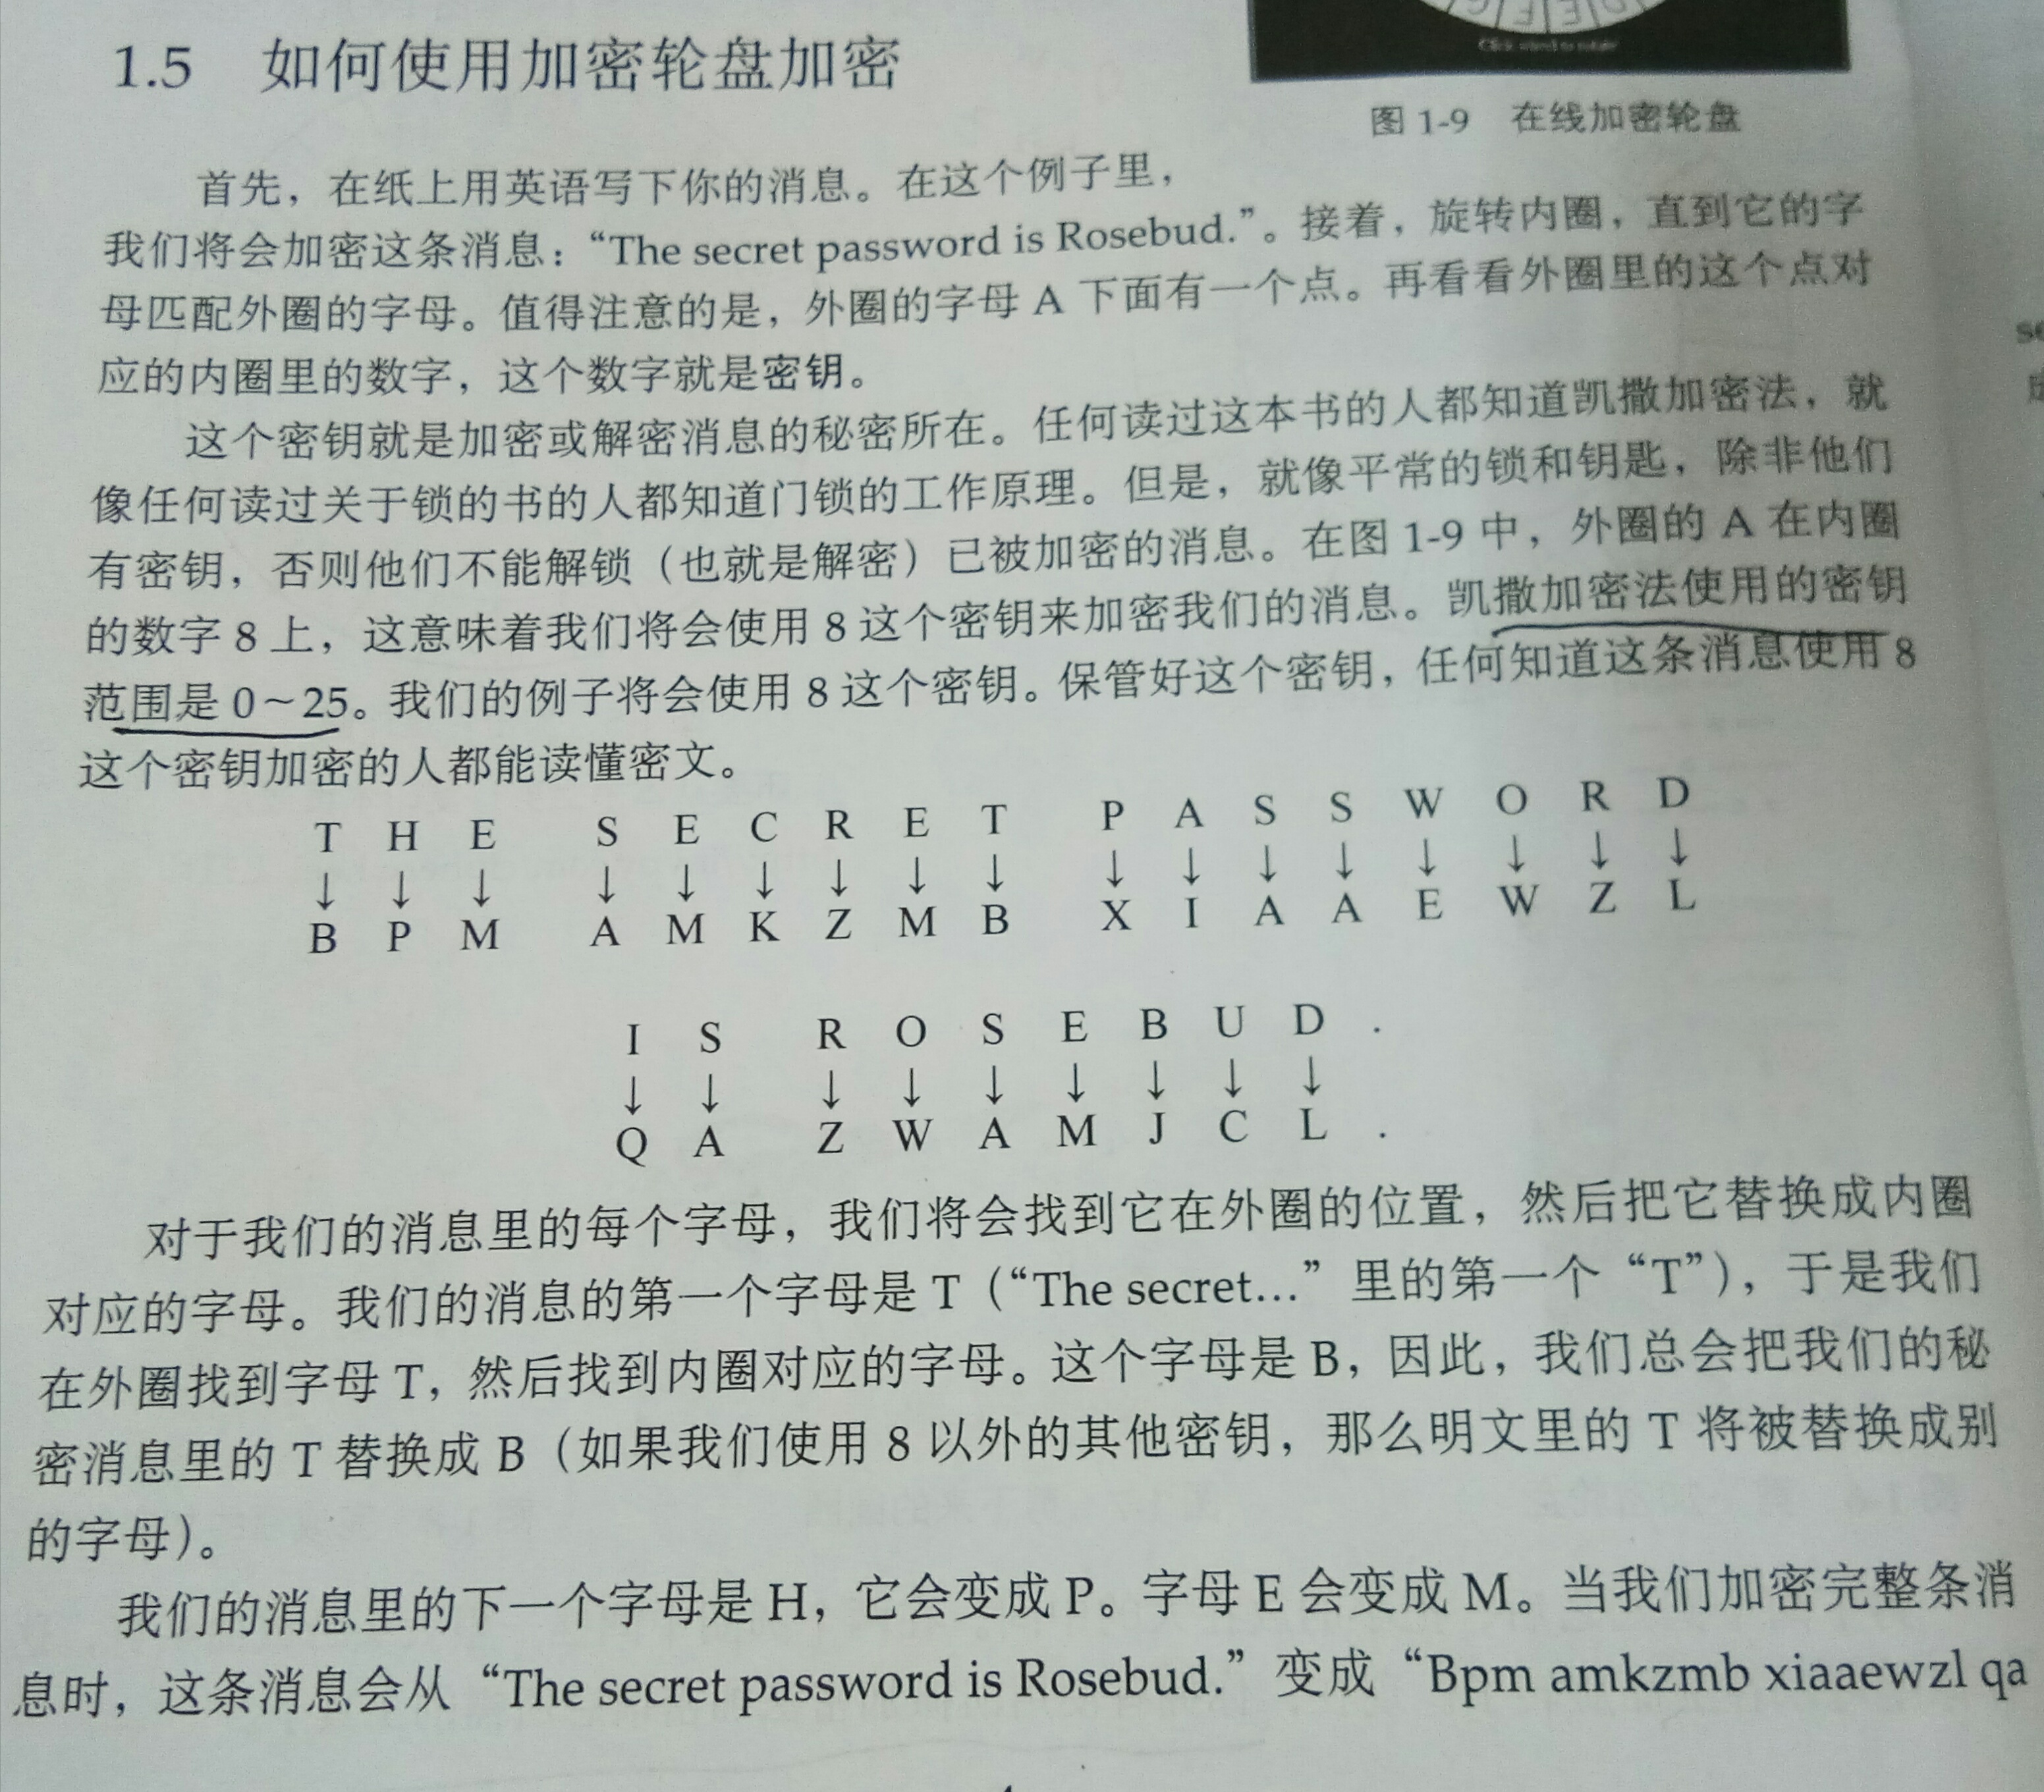 1.5 如何使用加密轮盘加密
图 1-9 在线加密轮盘
首先，在纸上用英语写下你的消息。在这个例子里，
我们将会加密这条消息：“The secret password is Rosebud.”。接着，旋转内圈，直到它的字
母匹配外圈的字母。值得注意的是，外圈的字母 A 下面有一个点。再看看外圈里的这个点对
应的内圈里的数字，这个数字就是密钥。
这个密钥就是加密或解密消息的秘密所在。任何读过这本书的人都知道凯撒加密法，就
像任何读过关于锁的书的人都知道门锁的工作原理。但是，就像平常的锁和钥匙，除非他们
有密钥，否则他们不能解锁（也就是解密）已被加密的消息。在图 1-9 中，外圈的 A 在内圈
的数字 8 上，这意味着我们将会使用 8 这个密钥来加密我们的消息。凯撒加密法使用的密钥
范围是 0～25。我们的例子将会使用 8 这个密钥。保管好这个密钥，任何知道这条消息使用 8
这个密钥加密的人都能读懂密文。
T H E S E C R E T P A S S W O R D
↓ ↓ ↓ ↓ ↓ ↓ ↓ ↓ ↓ ↓ ↓ ↓ ↓ ↓ ↓ ↓ ↓
B P M A M K Z M B X I A A E W Z L
I S R O S E B U D .
↓ ↓ ↓ ↓ ↓ ↓ ↓ ↓ ↓
Q A Z W A M J C L .
对于我们的消息里的每个字母，我们将会找到它在外圈的位置，然后把它替换成内圈
对应的字母。我们的消息的第一个字母是 T（“The secret…”里的第一个“T”），于是我们
在外圈找到字母 T，然后找到内圈对应的字母。这个字母是 B，因此，我们总会把我们的秘
密消息里的 T 替换成 B（如果我们使用 8 以外的其他密钥，那么明文里的 T 将被替换成别
的字母）。
我们的消息里的下一个字母是 H，它会变成 P。字母 E 会变成 M。当我们加密完整条消
息时，这条消息会从“The secret password is Rosebud.”变成“Bpm amkzmb xiaaewzl qa